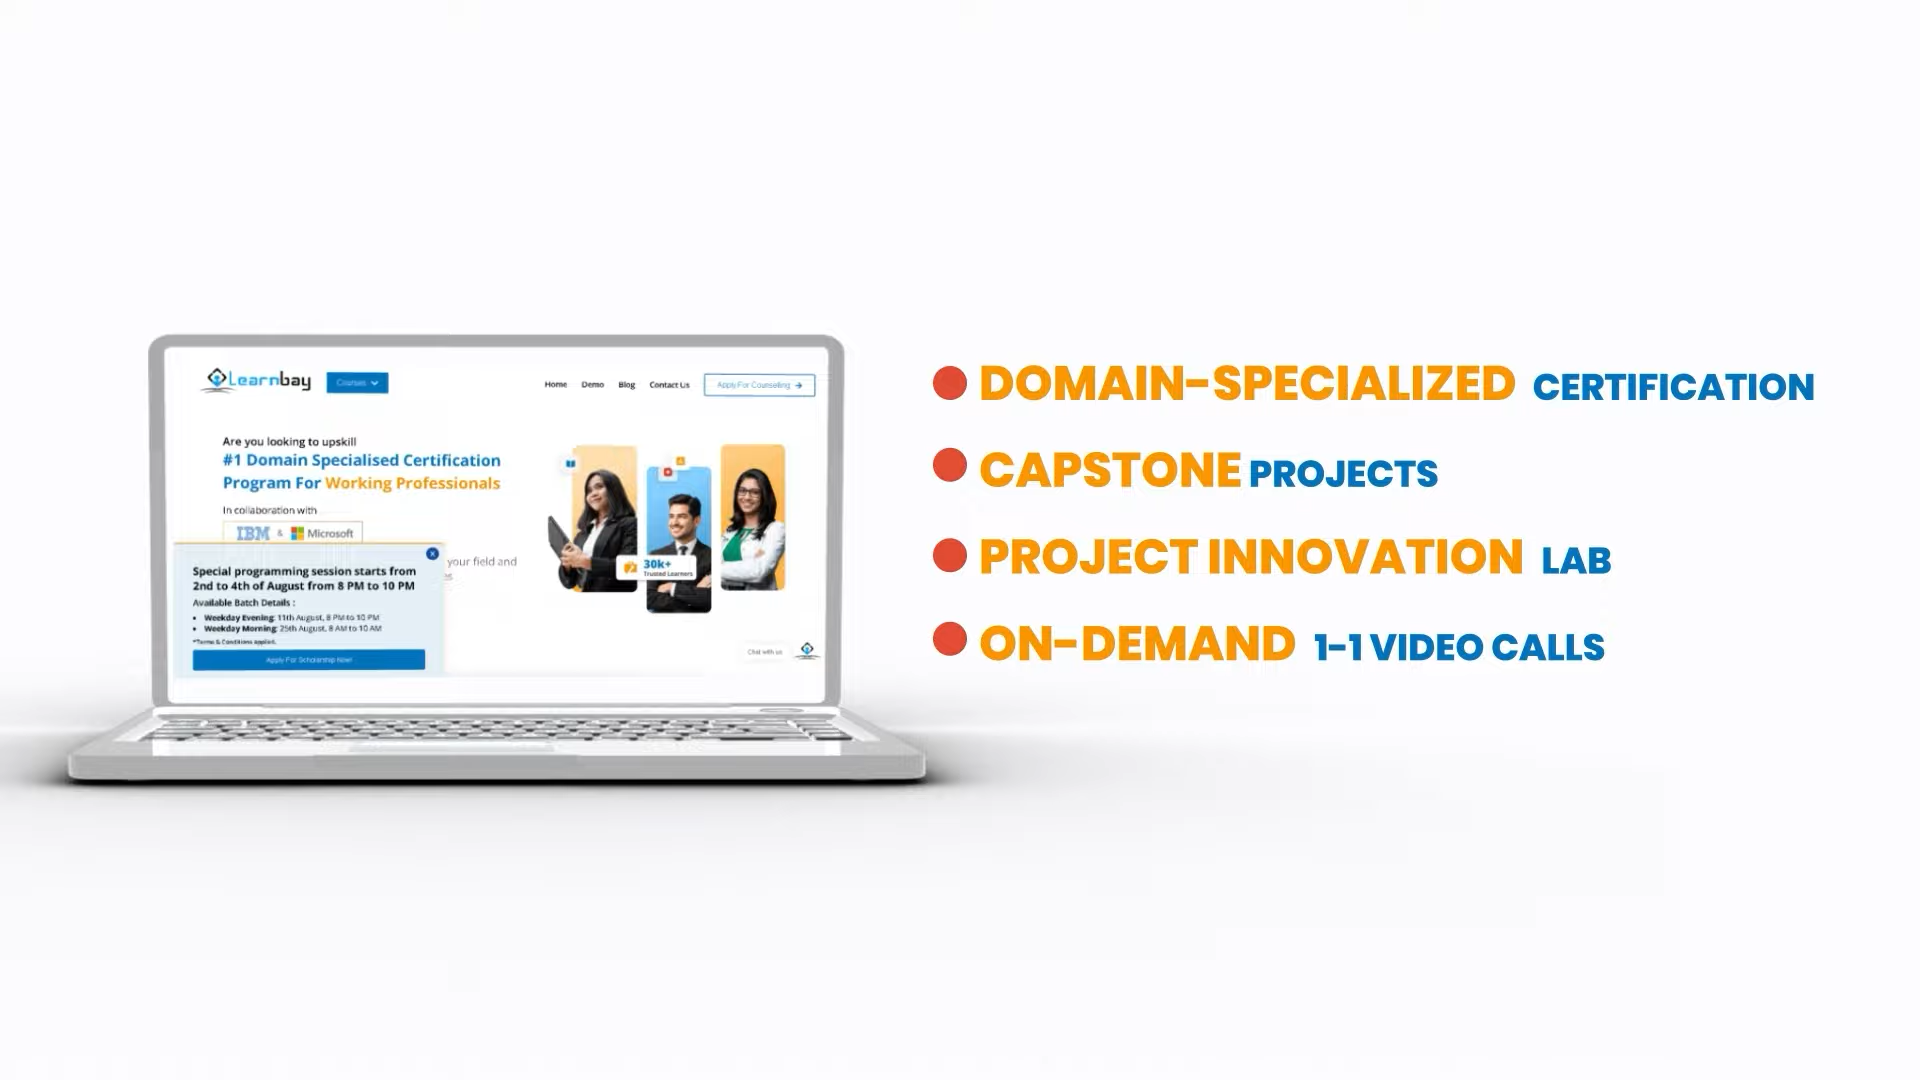 Learnbay
Courses
Home Demo Blog Contact Us Apply For Counseling
Are you looking to upskill
#1 Domain Specialised Certification
Program For Working Professionals
In collaboration with
IBM & Microsoft
your field and
Special programming session starts from
2nd to 4th of August from 8 PM to 10 PM
Available Batch Details :
Weekday Evening: 11th August, 8 PM to 10 PM
Weekday Morning: 25th August, 8 AM to 10 AM
*Terms & Conditions applied.
Apply For Scholarship Now!
30k+
Trusted Learners
Chat with us
DOMAIN-SPECIALIZED CERTIFICATION
CAPSTONE PROJECTS
PROJECT INNOVATION LAB
ON-DEMAND 1-1 VIDEO CALLS